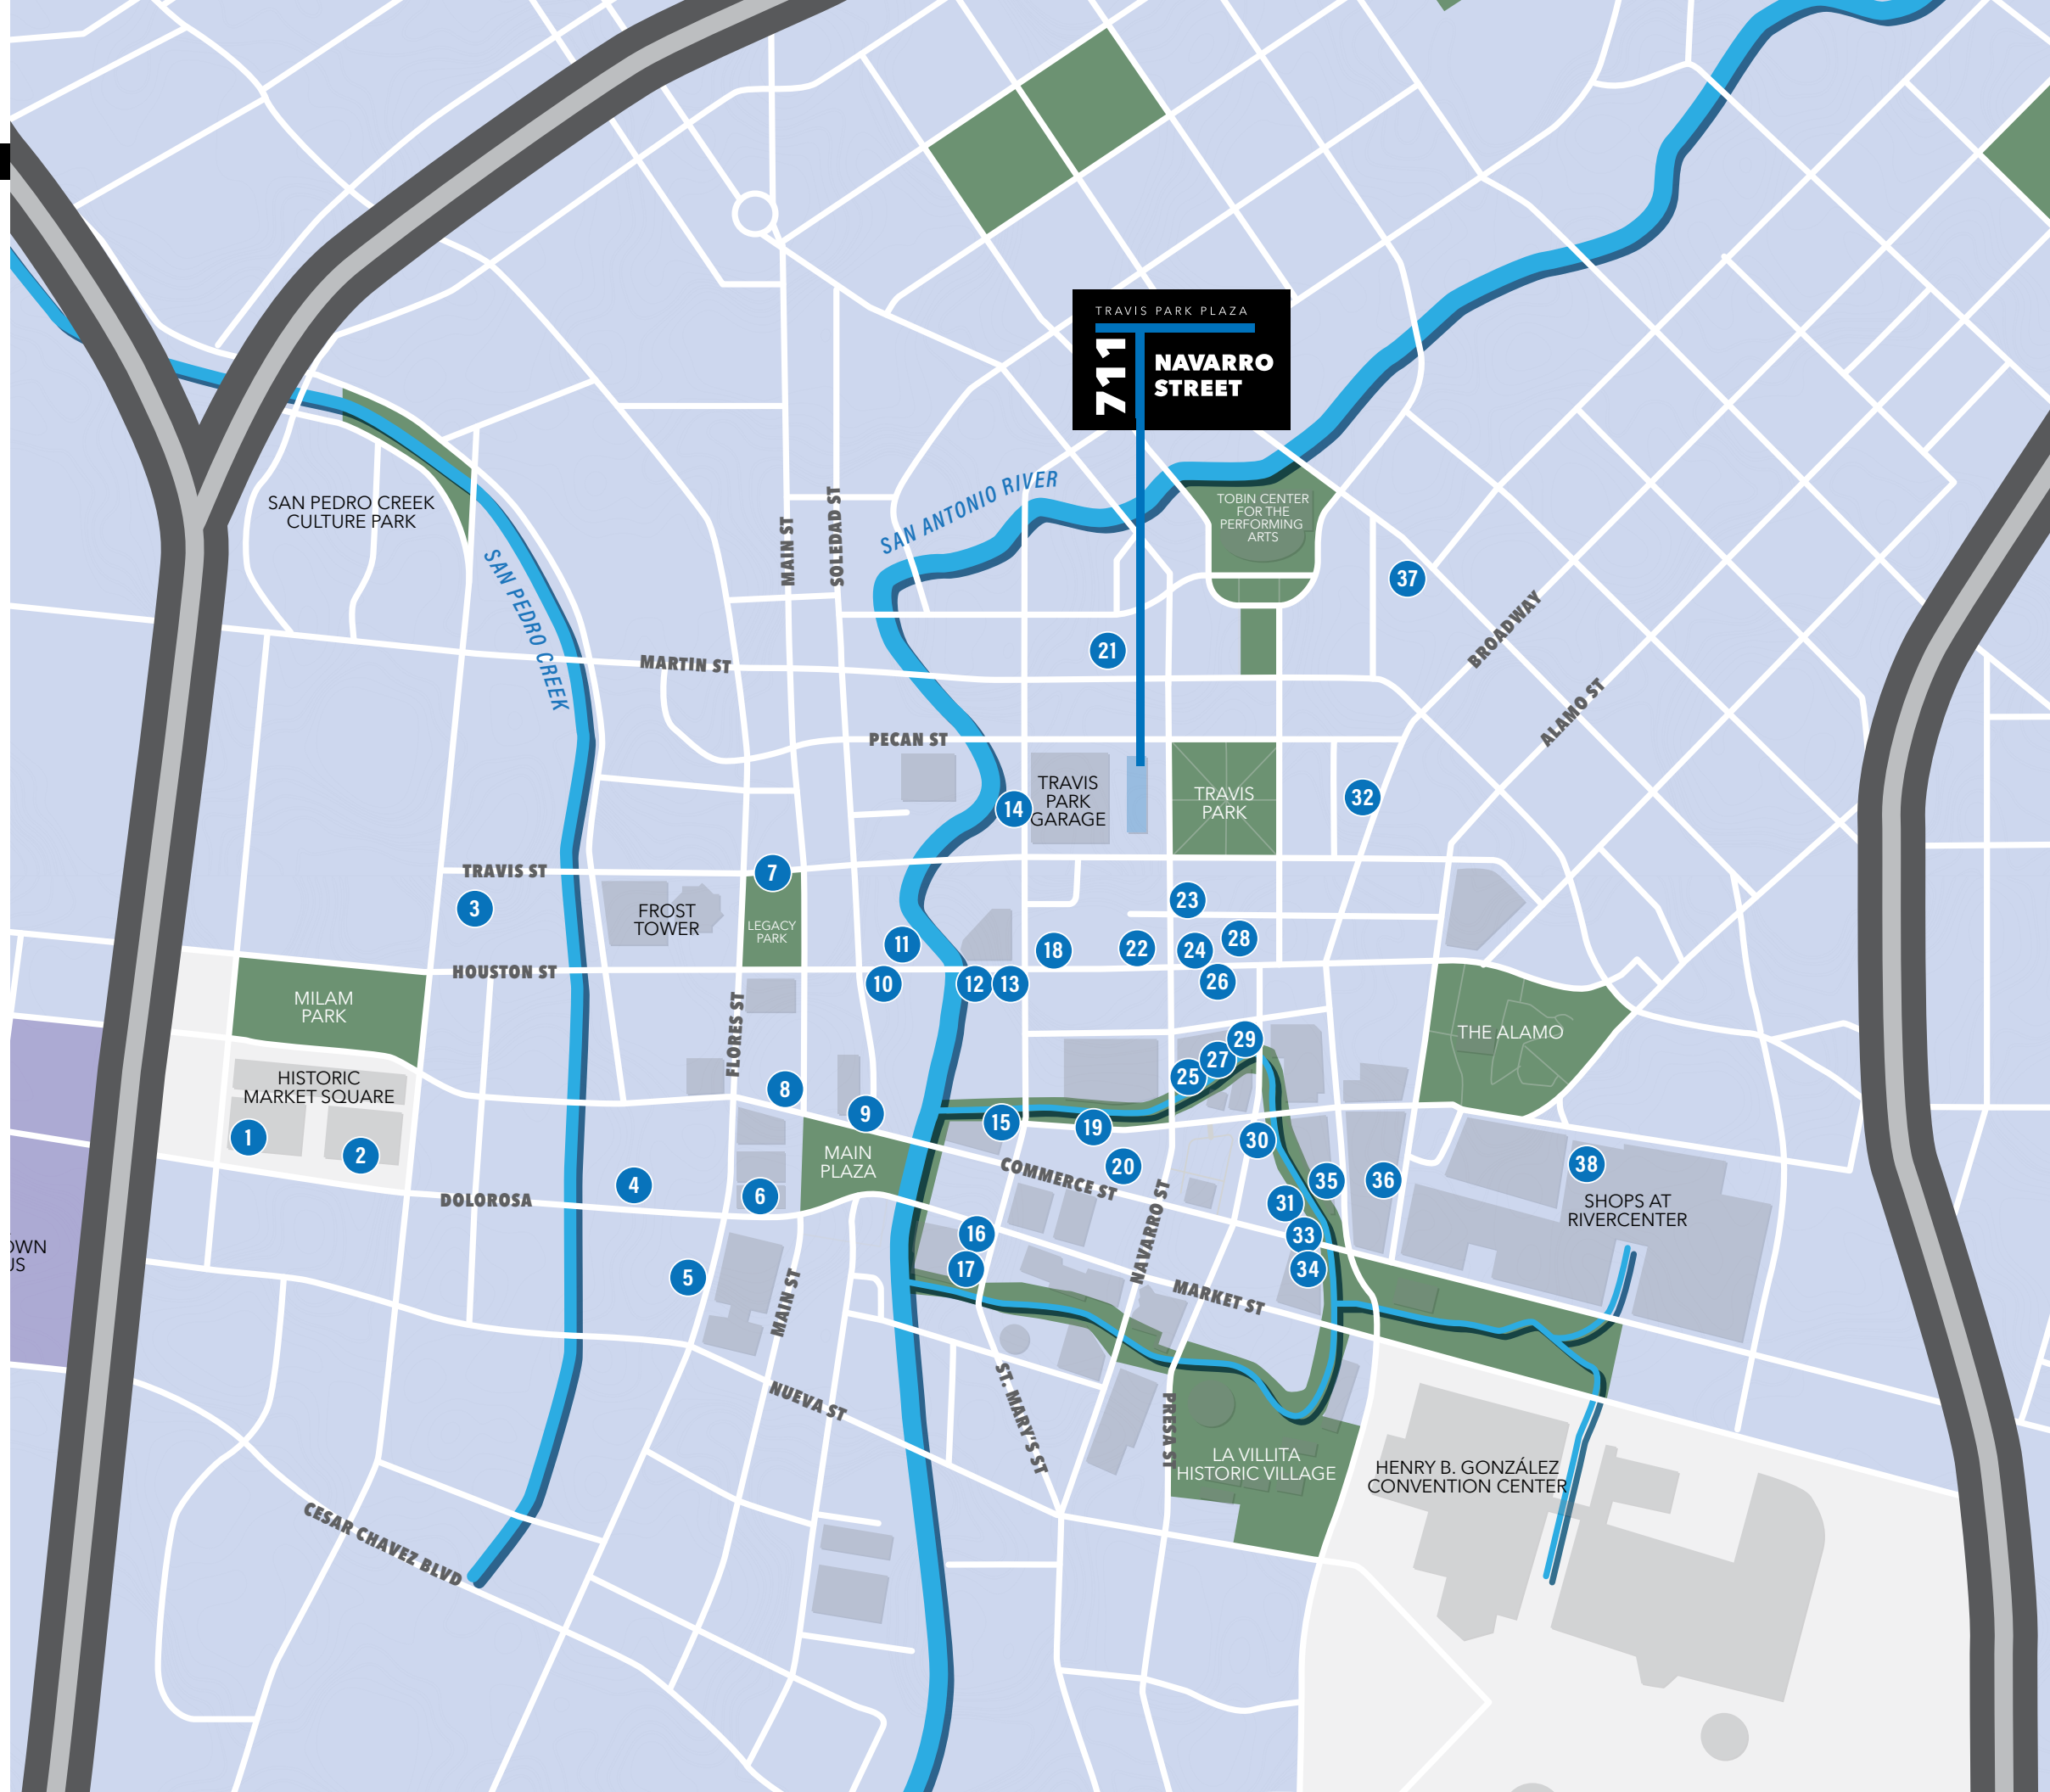 TRAVIS PARK PLAZA
711
NAVARRO
STREET
SAN ANTONIO RIVER
SAN PEDRO CREEK
CULTURE PARK
SAN PEDRO CREEK
MAIN ST
SOLEDAD ST
TOBIN CENTER
FOR THE
PERFORMING
ARTS
37
BROADWAY
21
MARTIN ST
ALAMO ST
PECAN ST
TRAVIS
PARK
GARAGE
14
TRAVIS
PARK
32
TRAVIS ST
7
3
FROST
TOWER
LEGACY
PARK
23
11
18
22
24
28
HOUSTON ST
10
12
13
26
MILAM
PARK
FLORES ST
THE ALAMO
29
27
25
HISTORIC
MARKET SQUARE
8
9
15
19
1
2
MAIN
PLAZA
COMMERCE ST
20
30
4
6
DOLOROSA
NAVARRO ST
31
35
36
38
SHOPS AT
RIVERCENTER
16
33
17
34
5
OWN
US
MAIN ST
MARKET ST
NUEVA ST
ST. MARY'S ST
PRESA ST
LA VILLITA
HISTORIC VILLAGE
HENRY B. GONZÁLEZ
CONVENTION CENTER
CESAR CHAVEZ BLVD